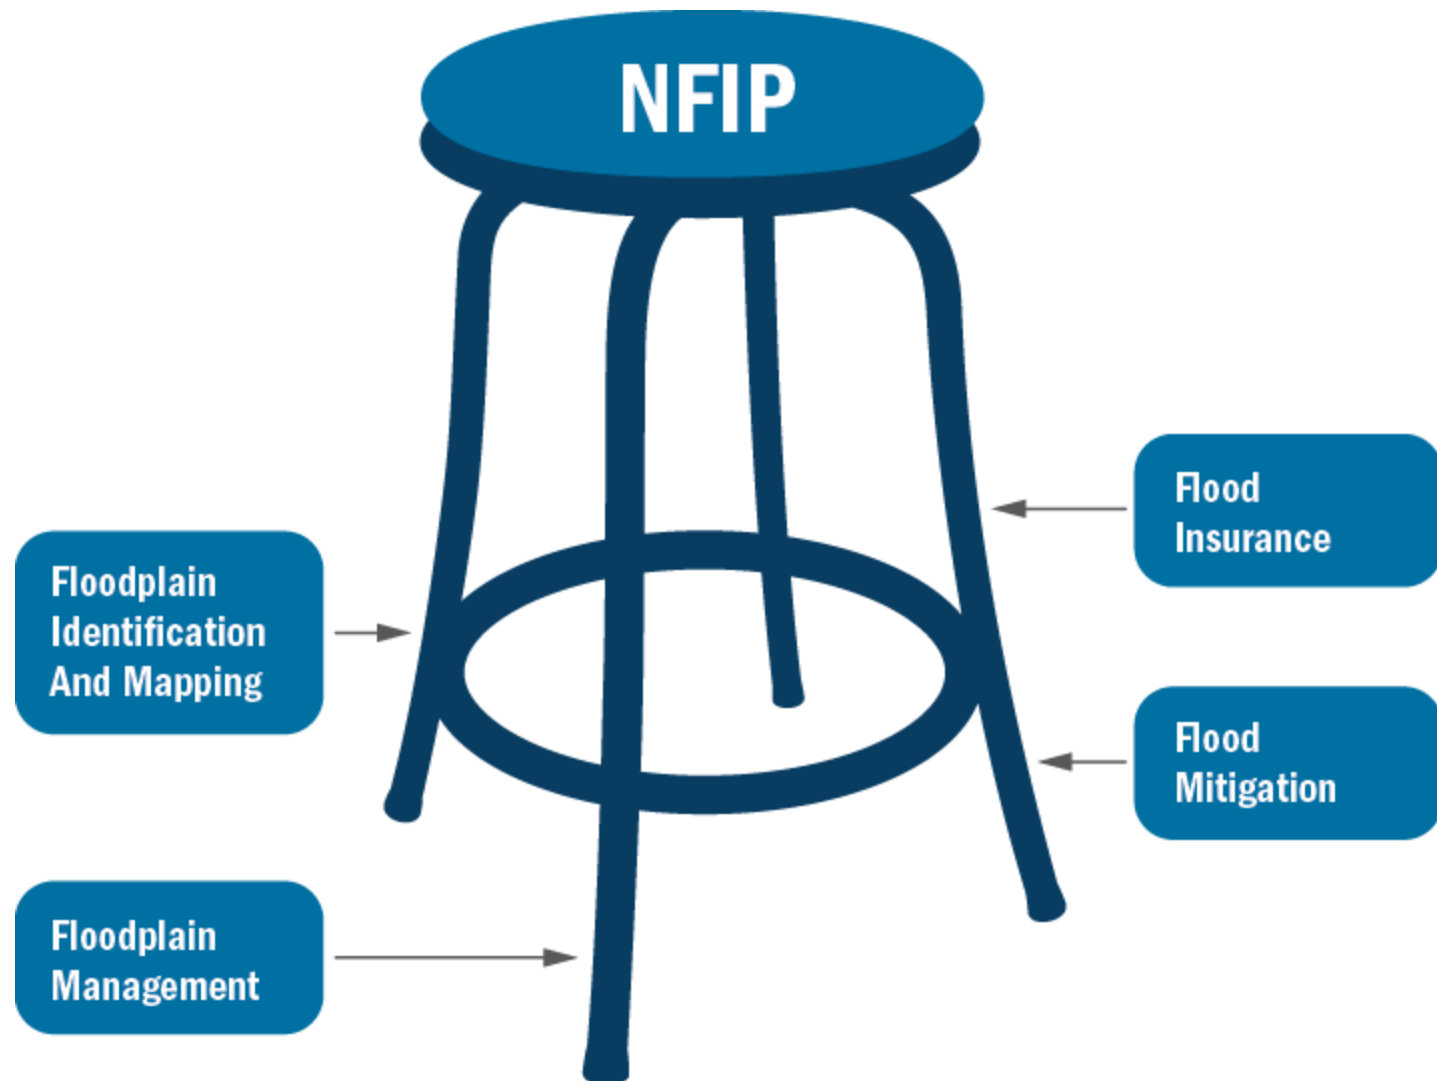 NFIP
Flood
Insurance
Floodplain
Identification
And Mapping
Flood
Mitigation
Floodplain
Management